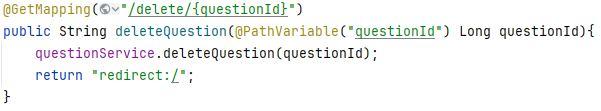 @GetMapping("/delete/{questionId}")
public String deleteQuestion(@PathVariable("questionId") Long questionId){
questionService.deleteQuestion(questionId);
return "redirect:/";
}